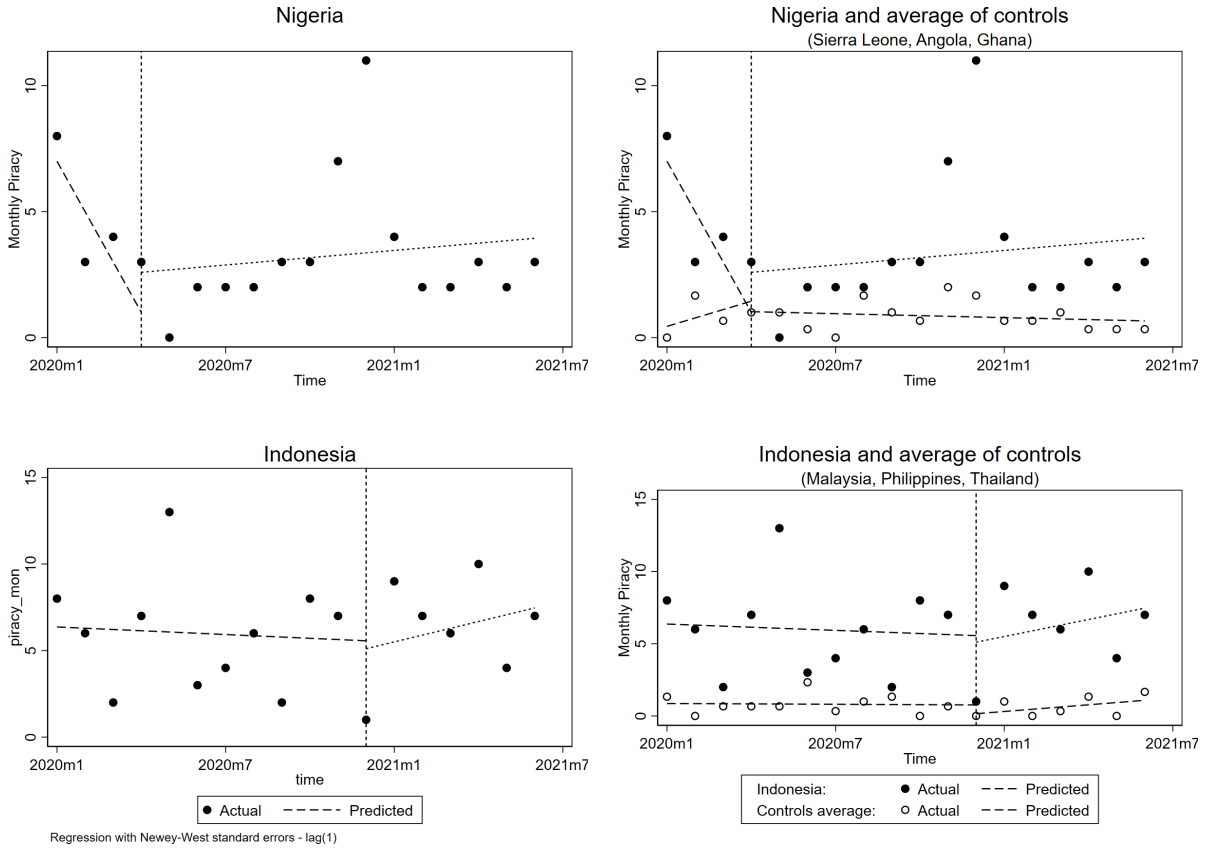 Nigeria
Monthly Piracy
10
5
0
2020m1 2020m7 2021m1 2021m7
Time
Nigeria and average of controls
(Sierra Leone, Angola, Ghana)
Monthly Piracy
10
5
0
2020m1 2020m7 2021m1 2021m7
Time
Indonesia
piracy_mon
15
10
5
0
2020m1 2020m7 2021m1 2021m7
time
Actual Predicted
Regression with Newey-West standard errors - lag(1)
Indonesia and average of controls
(Malaysia, Philippines, Thailand)
Monthly Piracy
15
10
5
0
2020m1 2020m7 2021m1 2021m7
Time
Indonesia: Actual Predicted
Controls average: Actual Predicted